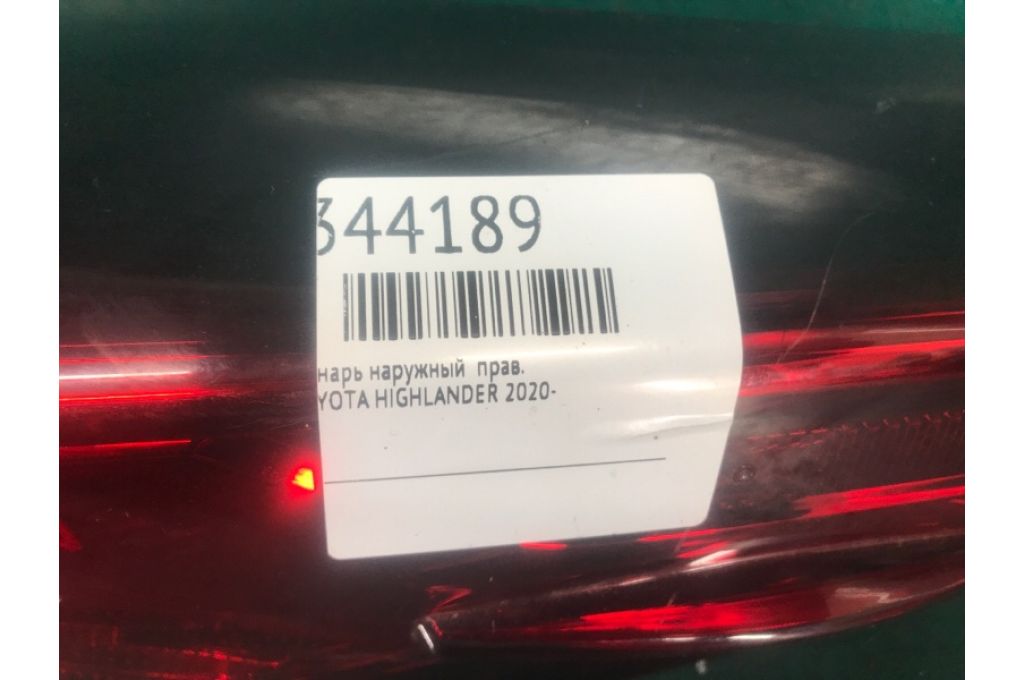 344189
нарь наружный прав.
YOTA HIGHLANDER 2020-